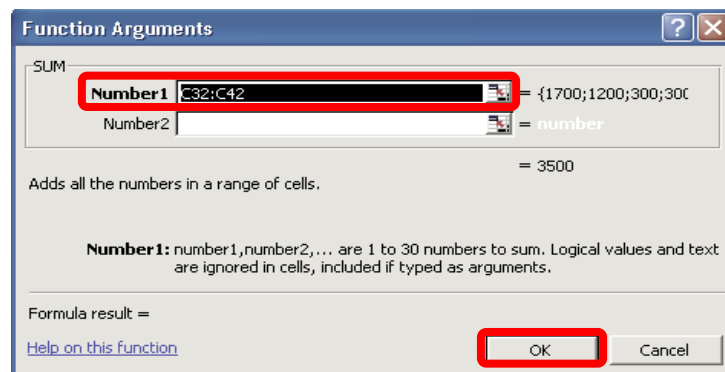 Function Arguments
SUM
Number1 C32:C42 = {1700;1200;300;300
Number2 = number
= 3500
Adds all the numbers in a range of cells.
Number1: number1,number2,... are 1 to 30 numbers to sum. Logical values and text
are ignored in cells, included if typed as arguments.
Formula result =
Help on this function OK Cancel